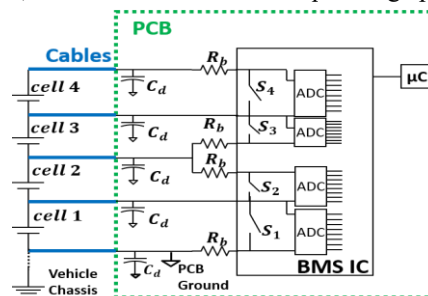 PCB
Cables
R_b
BMS IC
cell 4
C_d
S_4
ADC
μC
cell 3
C_d
S_3
ADC
R_b
cell 2
C_d
R_b
S_2
ADC
cell 1
C_d
S_1
ADC
R_b
Vehicle
Chassis
C_d
PCB
Ground